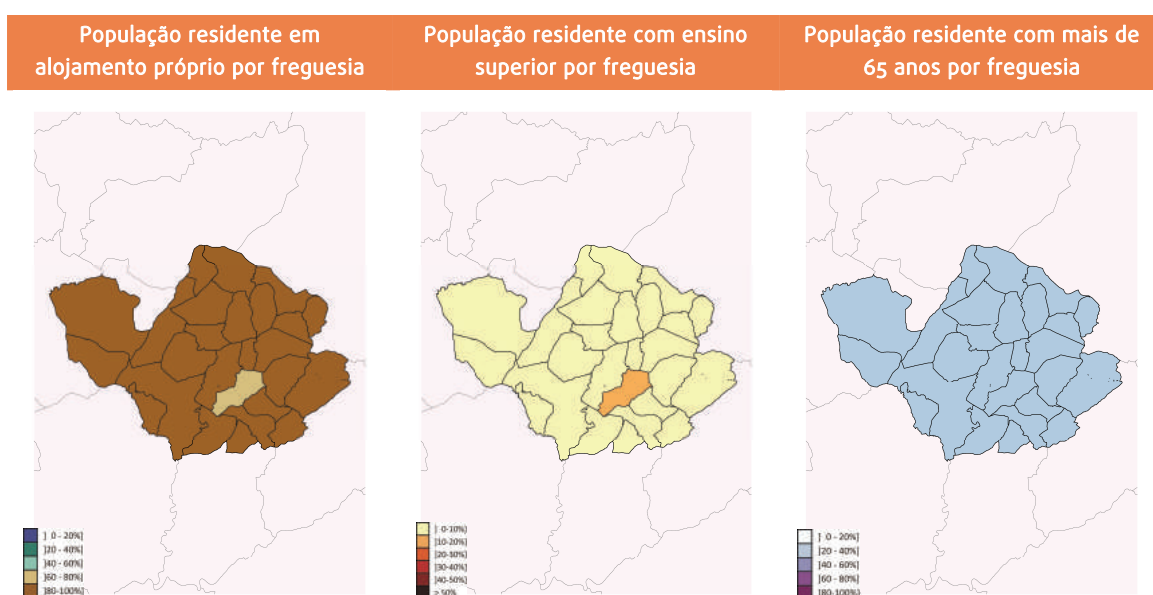 População residente em
alojamento próprio por freguesia
População residente com ensino
superior por freguesia
População residente com mais de
65 anos por freguesia
] 0 - 20%]
]20 - 40%]
]40 - 60%]
]60 - 80%]
]80-100%]
] 0-10%]
]10-20%]
]20-30%]
]30-40%]
]40-50%]
> 50%
] 0 - 20%]
]20 - 40%]
]40 - 60%]
]60 - 80%]
]80-100%]